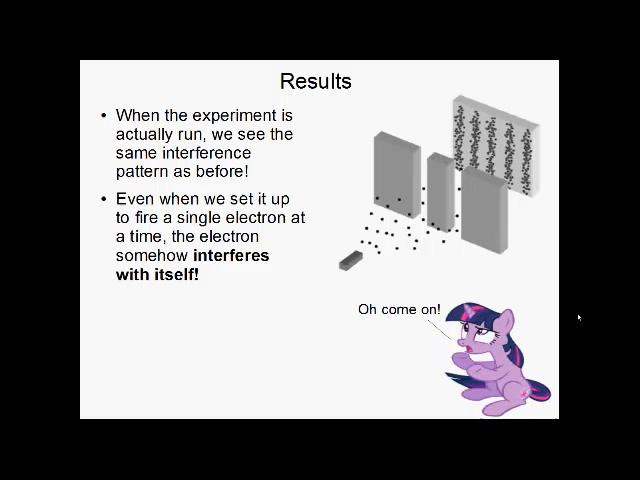 Results
• When the experiment is
actually run, we see the
same interference
pattern as before!
• Even when we set it up
to fire a single electron at
a time, the electron
somehow interferes
with itself!
Oh come on!